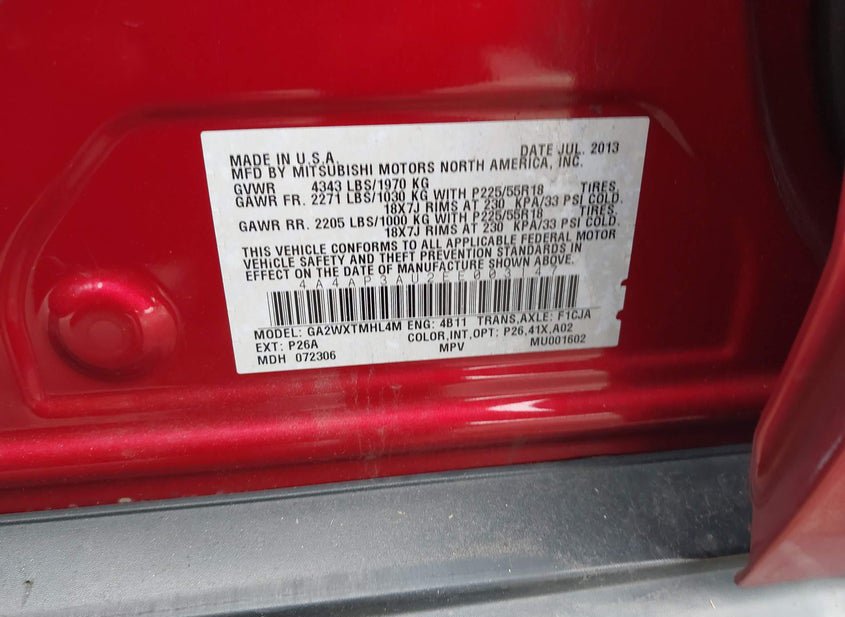 MADE IN U.S.A. DATE JUL. 2013
MFD BY MITSUBISHI MOTORS NORTH AMERICA, INC.
GVWR 4343 LBS/1970 KG
GAWR FR. 2271 LBS/1030 KG WITH P225/55R18 TIRES,
18X7J RIMS AT 230 KPA/33 PSI COLD.
GAWR RR. 2205 LBS/1000 KG WITH P225/55R18 TIRES,
18X7J RIMS AT 230 KPA/33 PSI COLD.
THIS VEHICLE CONFORMS TO ALL APPLICABLE FEDERAL MOTOR
VEHICLE SAFETY AND THEFT PREVENTION STANDARDS IN
EFFECT ON THE DATE OF MANUFACTURE SHOWN ABOVE.
MODEL: GA2WXTMHL4M ENG: 4B11 TRANS,AXLE: F1CJA
EXT: P26A COLOR,INT,OPT: P26,41X,A02
MDH 072306 MPV MU001602